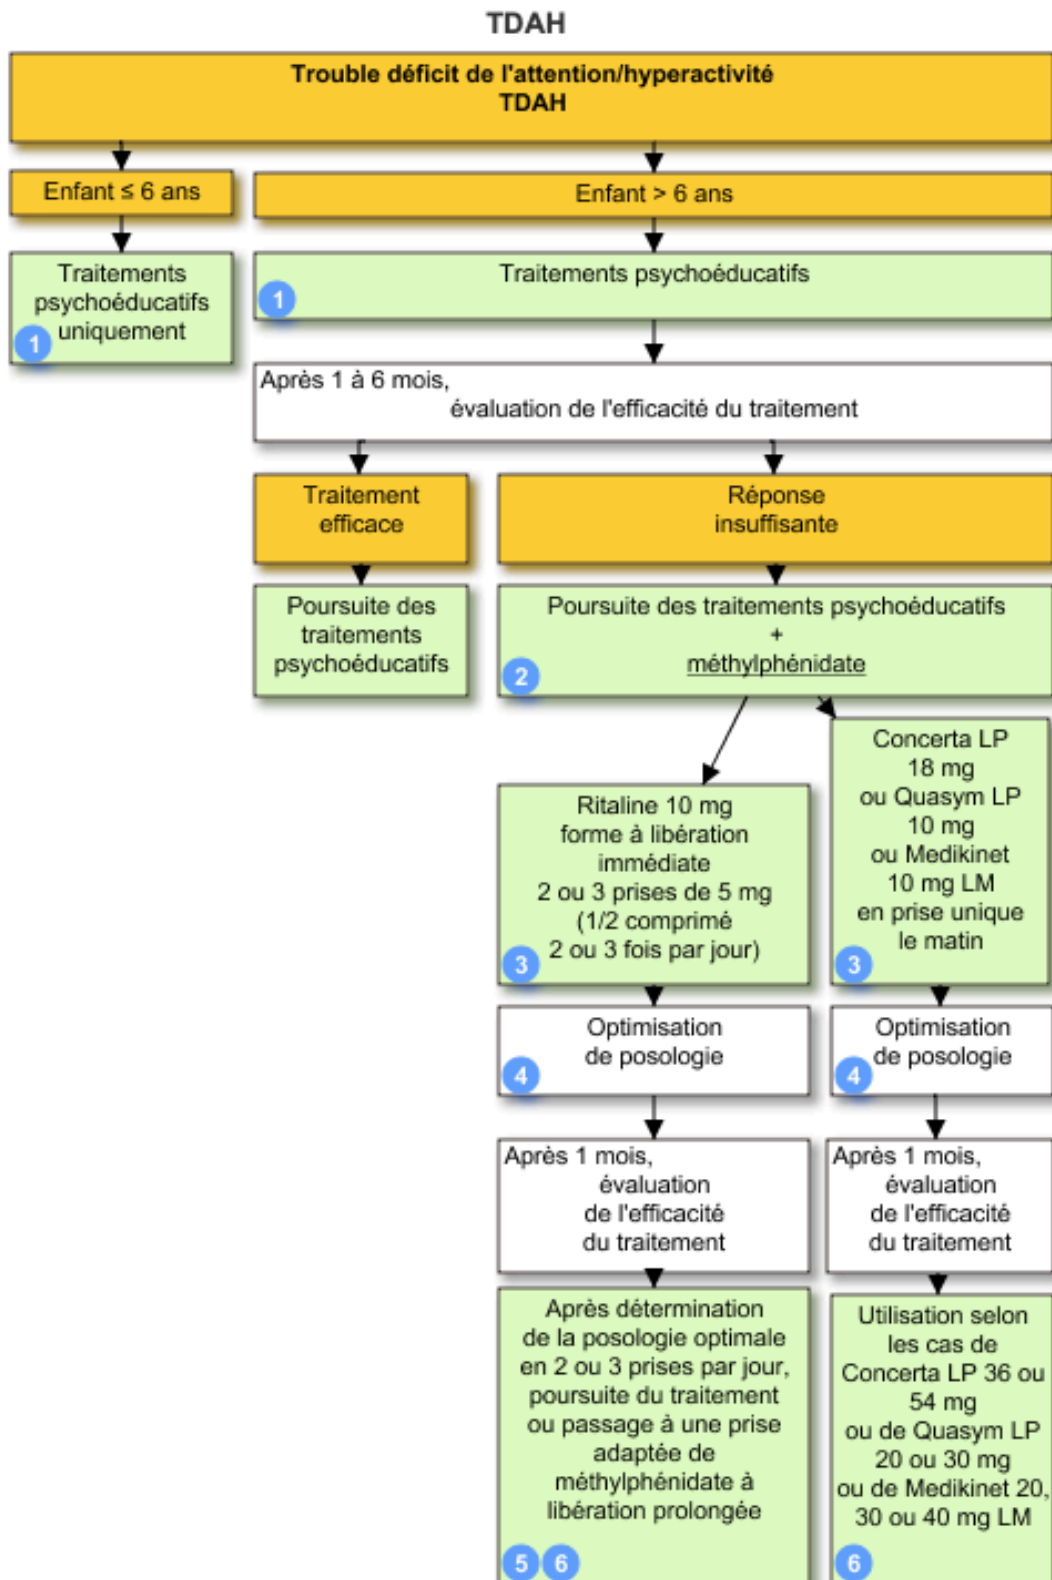 TDAH
Trouble déficit de l'attention/hyperactivité
TDAH
Enfant ≤ 6 ans
Enfant > 6 ans
Traitements
psychoéducatifs
uniquement
1
Traitements psychoéducatifs
1
Après 1 à 6 mois,
évaluation de l'efficacité du traitement
Traitement
efficace
Réponse
insuffisante
Poursuite des
traitements
psychoéducatifs
Poursuite des traitements psychoéducatifs
+
méthylphénidate
2
Ritaline 10 mg
forme à libération
immédiate
2 ou 3 prises de 5 mg
(1/2 comprimé
2 ou 3 fois par jour)
3
Concerta LP
18 mg
ou Quasym LP
10 mg
ou Medikinet
10 mg LM
en prise unique
le matin
3
Optimisation
de posologie
4
Optimisation
de posologie
4
Après 1 mois,
évaluation
de l'efficacité
du traitement
Après 1 mois,
évaluation
de l'efficacité
du traitement
Après détermination
de la posologie optimale
en 2 ou 3 prises par jour,
poursuite du traitement
ou passage à une prise
adaptée de
méthylphénidate à
libération prolongée
5 6
Utilisation selon
les cas de
Concerta LP 36 ou
54 mg
ou de Quasym LP
20 ou 30 mg
ou de Medikinet 20,
30 ou 40 mg LM
6